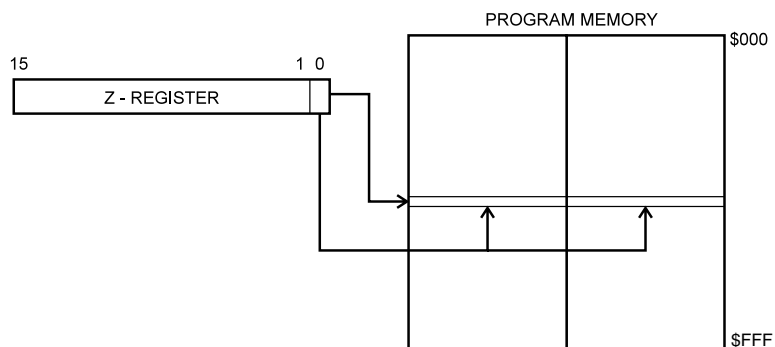 PROGRAM MEMORY
$000
15 1 0
Z - REGISTER
$FFF